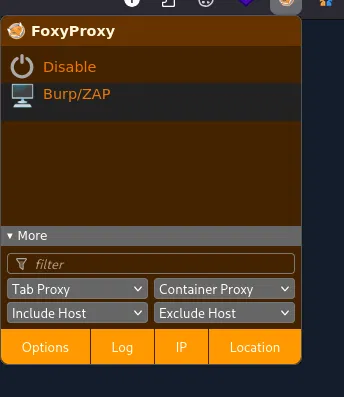 FoxyProxy
Disable
Burp/ZAP
▾ More
filter
Tab Proxy Container Proxy
Include Host Exclude Host
Options Log IP Location